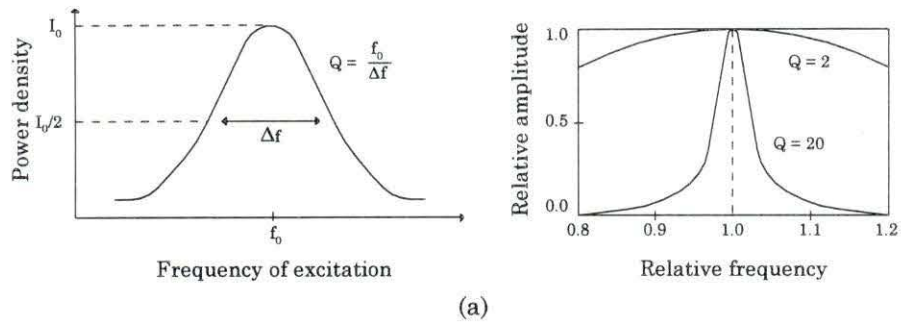 I₀
I₀/2
Power density
Q = f₀/Δf
Δf
f₀
Frequency of excitation
1.0
0.5
0.0
Relative amplitude
Q = 2
Q = 20
0.8 0.9 1.0 1.1 1.2
Relative frequency
(a)